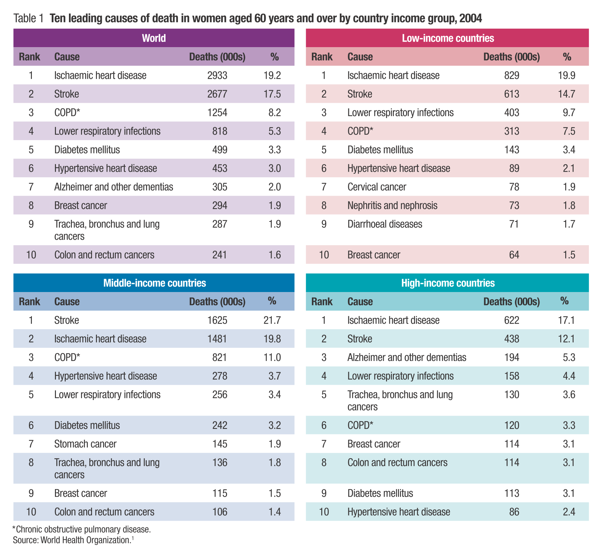 Table 1 Ten leading causes of death in women aged 60 years and over by country income group, 2004
World
Rank Cause Deaths (000s) %
1 Ischaemic heart disease 2933 19.2
2 Stroke 2677 17.5
3 COPD* 1254 8.2
4 Lower respiratory infections 818 5.3
5 Diabetes mellitus 499 3.3
6 Hypertensive heart disease 453 3.0
7 Alzheimer and other dementias 305 2.0
8 Breast cancer 294 1.9
9 Trachea, bronchus and lung 287 1.9
cancers
10 Colon and rectum cancers 241 1.6
Low-income countries
Rank Cause Deaths (000s) %
1 Ischaemic heart disease 829 19.9
2 Stroke 613 14.7
3 Lower respiratory infections 403 9.7
4 COPD* 313 7.5
5 Diabetes mellitus 143 3.4
6 Hypertensive heart disease 89 2.1
7 Cervical cancer 78 1.9
8 Nephritis and nephrosis 73 1.8
9 Diarrhoeal diseases 71 1.7
10 Breast cancer 64 1.5
Middle-income countries
Rank Cause Deaths (000s) %
1 Stroke 1625 21.7
2 Ischaemic heart disease 1481 19.8
3 COPD* 821 11.0
4 Hypertensive heart disease 278 3.7
5 Lower respiratory infections 256 3.4
6 Diabetes mellitus 242 3.2
7 Stomach cancer 145 1.9
8 Trachea, bronchus and lung 136 1.8
cancers
9 Breast cancer 115 1.5
10 Colon and rectum cancers 106 1.4
High-income countries
Rank Cause Deaths (000s) %
1 Ischaemic heart disease 622 17.1
2 Stroke 438 12.1
3 Alzheimer and other dementias 194 5.3
4 Lower respiratory infections 158 4.4
5 Trachea, bronchus and lung 130 3.6
cancers
6 COPD* 120 3.3
7 Breast cancer 114 3.1
8 Colon and rectum cancers 114 3.1
9 Diabetes mellitus 113 3.1
10 Hypertensive heart disease 86 2.4
*Chronic obstructive pulmonary disease.
Source: World Health Organization.¹